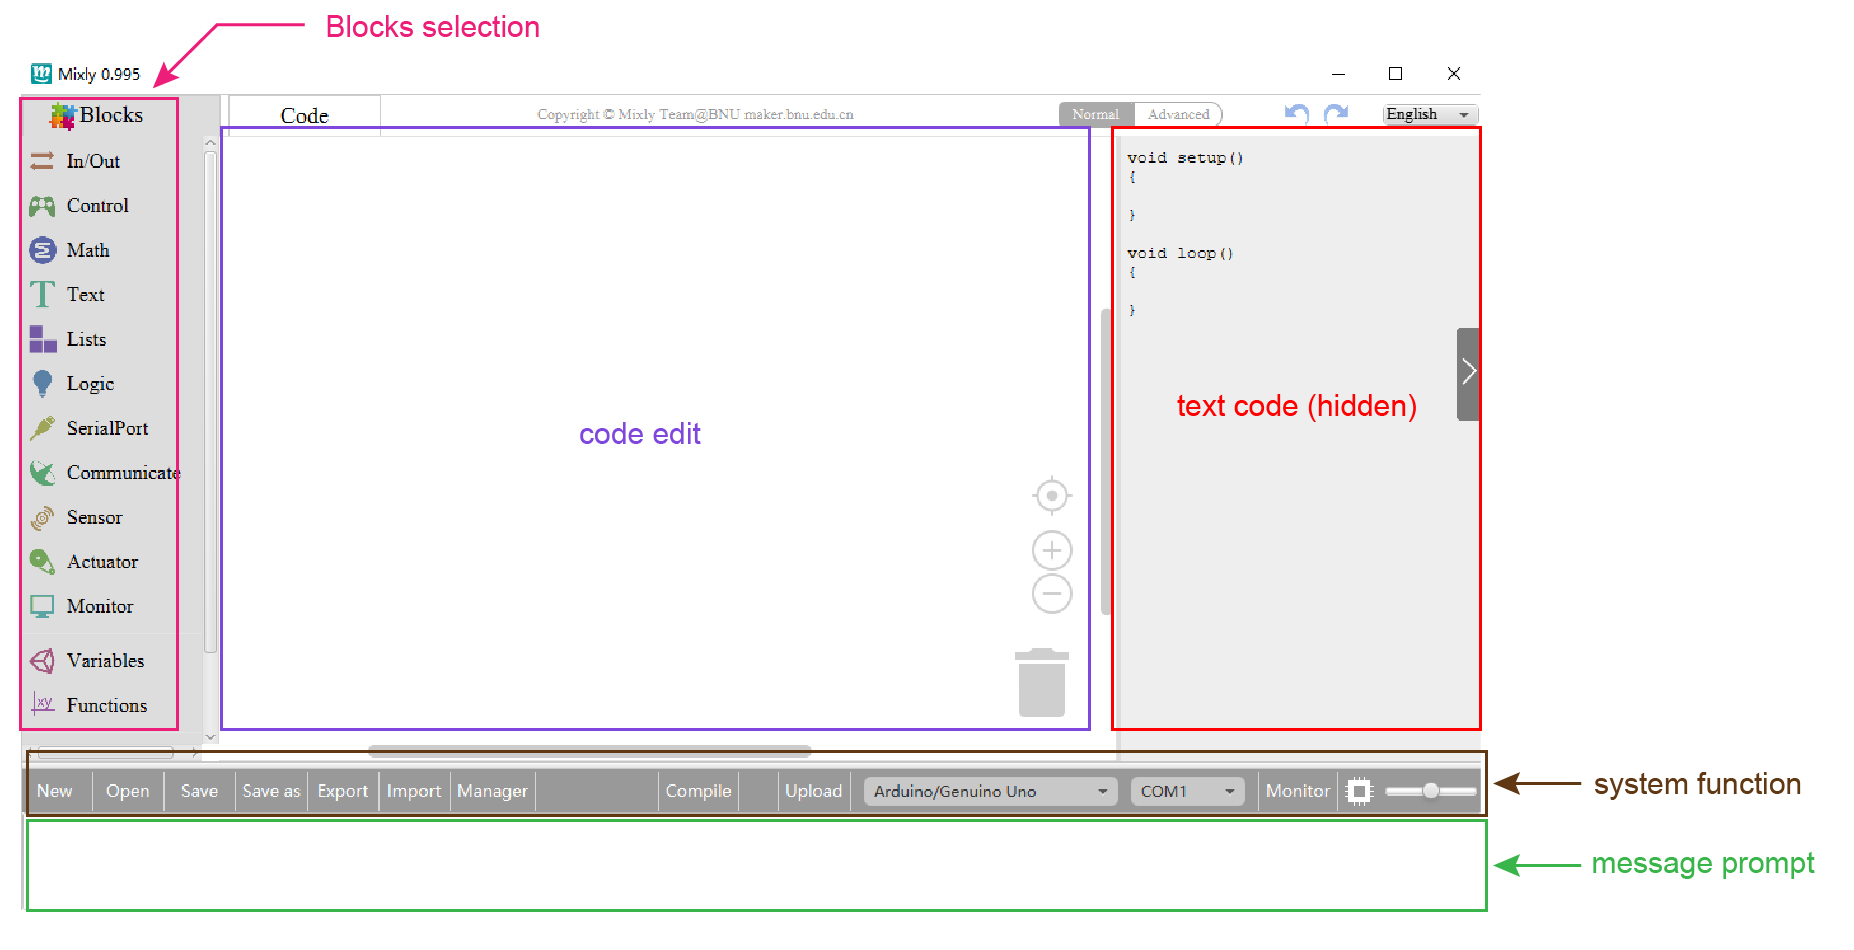 Blocks selection
Mixly 0.995
Blocks
Code
Copyright © Mixly Team@BNU maker.bnu.edu.cn
Normal
Advanced
English
In/Out
Control
Math
Text
Lists
Logic
SerialPort
Communicate
Sensor
Actuator
Monitor
Variables
xy
Functions
code edit
void setup()
{
}
void loop()
{
}
text code (hidden)
New
Open
Save
Save as
Export
Import
Manager
Compile
Upload
Arduino/Genuino Uno
COM1
Monitor
system function
message prompt